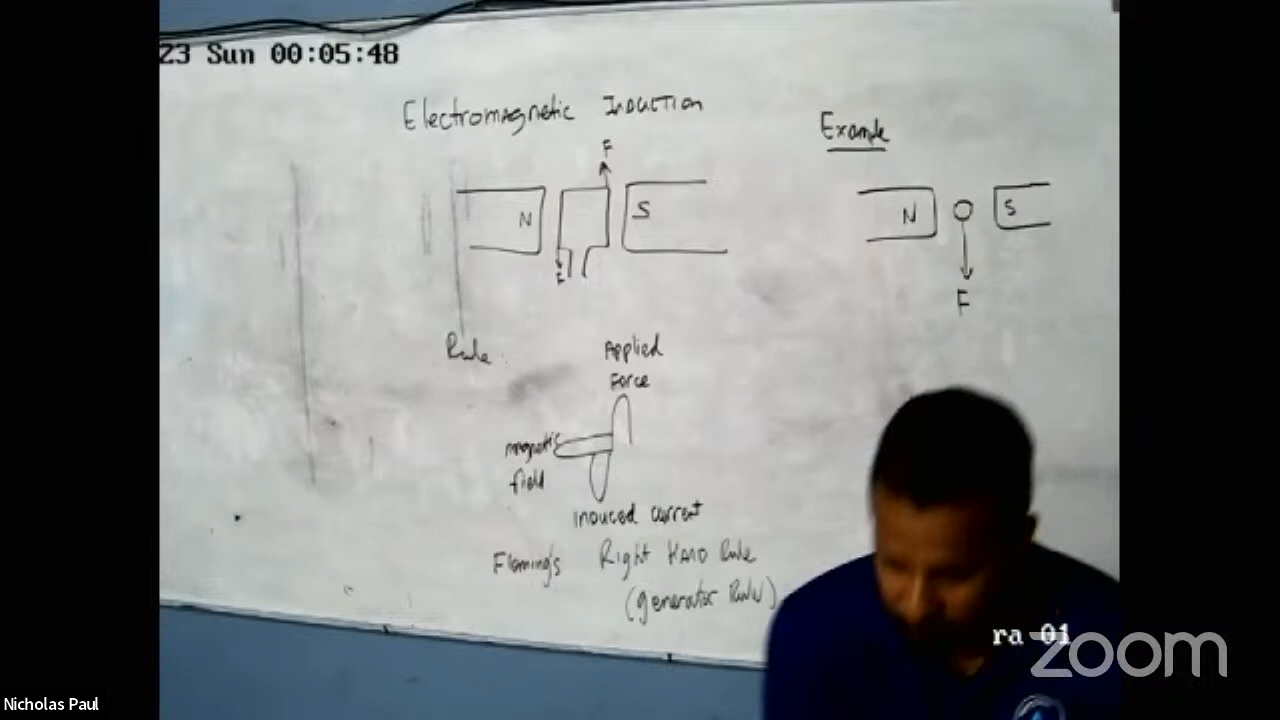 23 Sun 00:05:48
Electromagnetic INDUCTION
F
N
S
F
Example
N
S
F
Rule
Applied
Force
magnetic
field
induced current
Fleming's Right HAND Rule
(generator Rule)
ra 01
zoom
Nicholas Paul